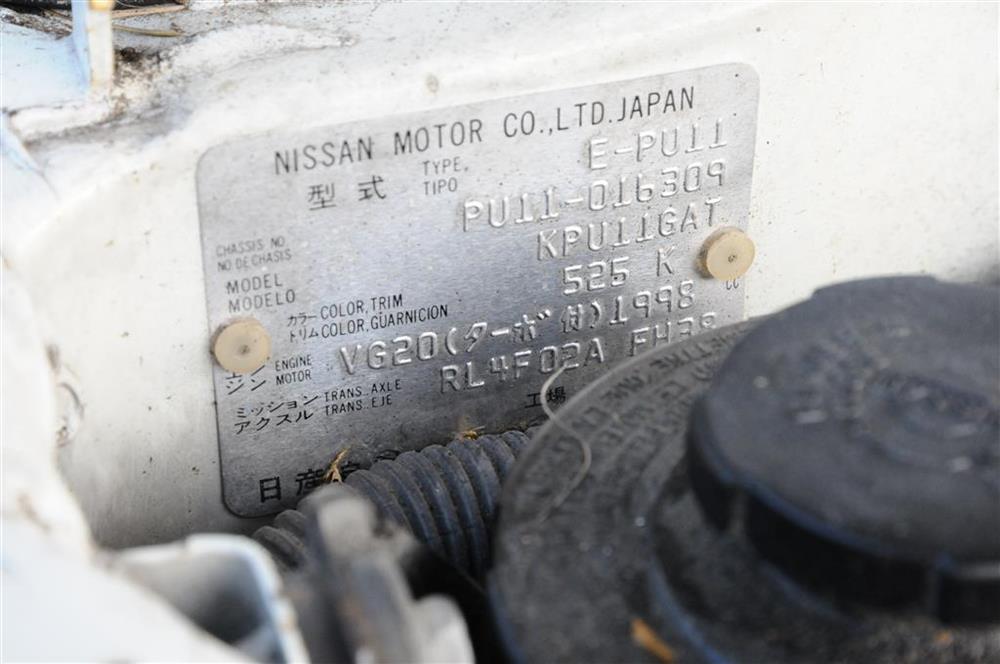 NISSAN MOTOR CO.,LTD.JAPAN
型式 TYPE, TIPO E-PU11
CHASSIS NO. NO DE CHASIS PU11-016309
MODEL MODELO KPU11GAT
カラー COLOR, TRIM トリム COLOR, GUARNICION 525 K
ジン ENGINE MOTOR VG20(ターボ付)1998 cc
ミッション TRANS. AXLE アクスル TRANS. EJE RL4F02A FH38
工場
日産